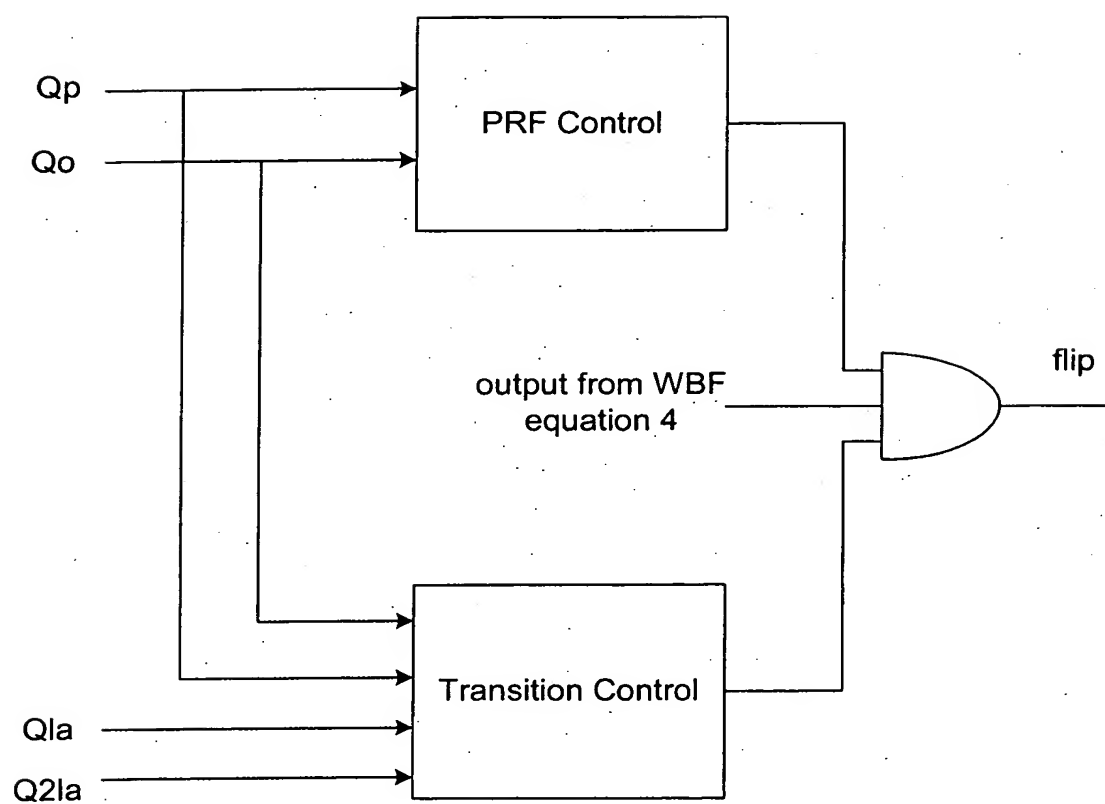 Qp
PRF Control
Qo
output from WBF
equation 4
flip
Transition Control
Qla
Q2la